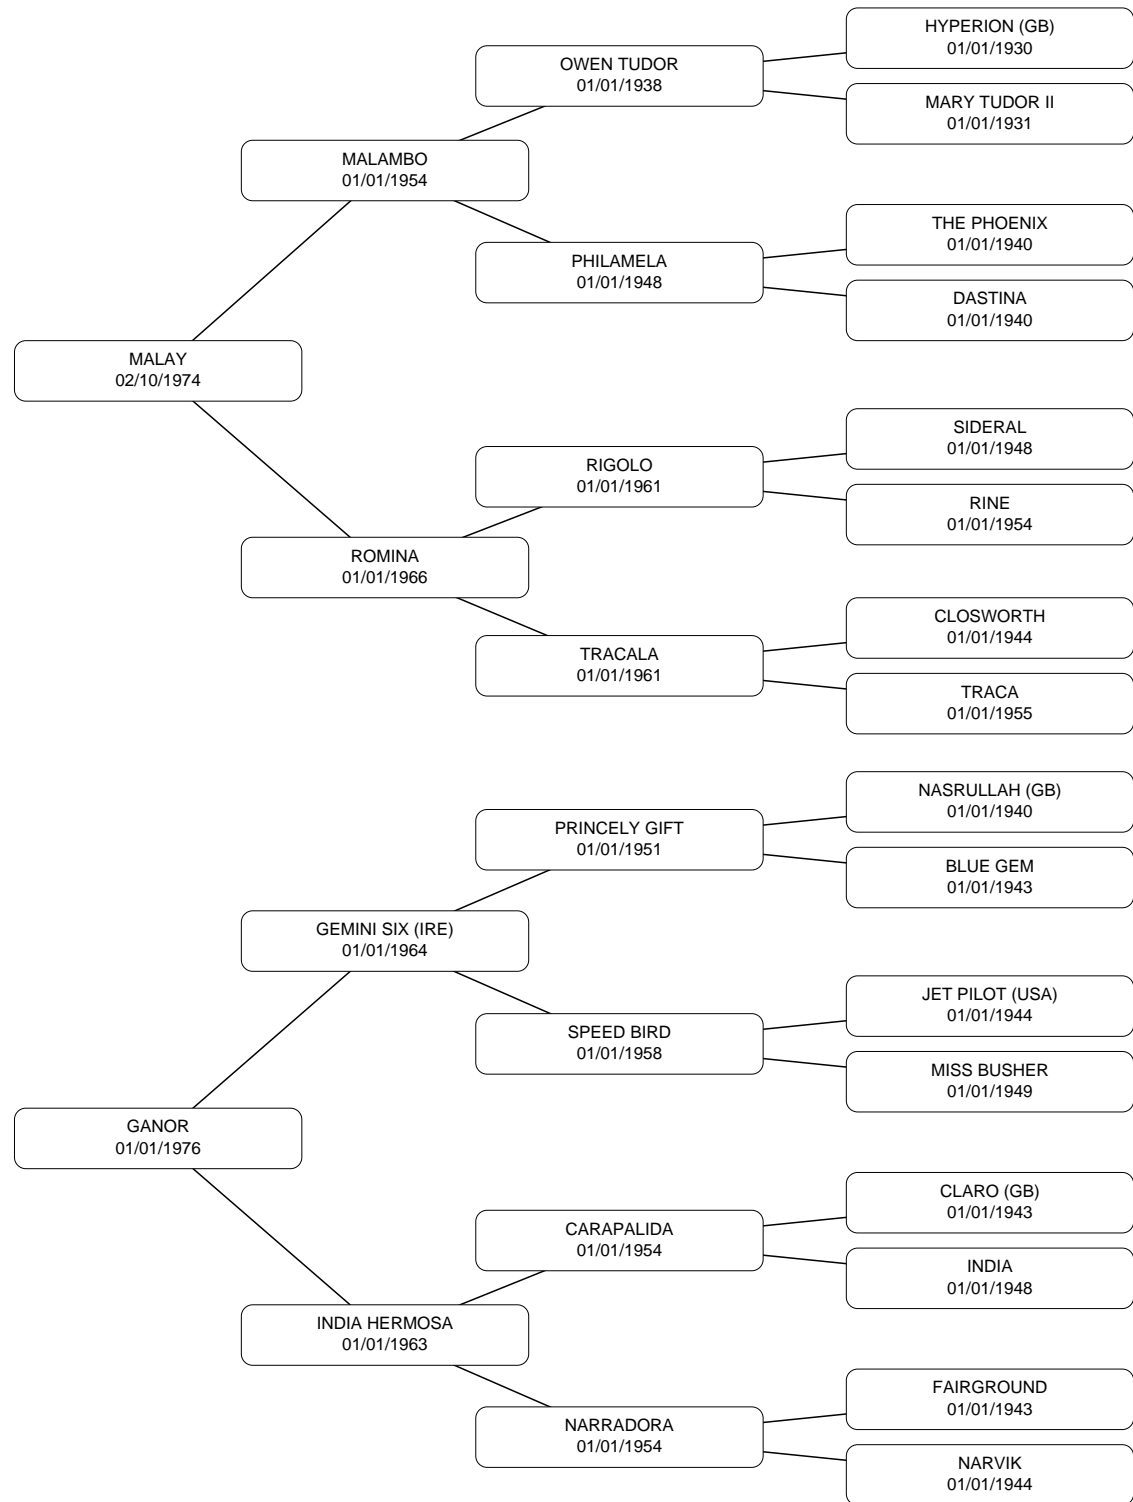 HYPERION (GB)
01/01/1930
OWEN TUDOR
01/01/1938
MARY TUDOR II
01/01/1931
MALAMBO
01/01/1954
THE PHOENIX
01/01/1940
PHILAMELA
01/01/1948
DASTINA
01/01/1940
MALAY
02/10/1974
SIDERAL
01/01/1948
RIGOLO
01/01/1961
RINE
01/01/1954
ROMINA
01/01/1966
CLOSWORTH
01/01/1944
TRACALA
01/01/1961
TRACA
01/01/1955
NASRULLAH (GB)
01/01/1940
PRINCELY GIFT
01/01/1951
BLUE GEM
01/01/1943
GEMINI SIX (IRE)
01/01/1964
JET PILOT (USA)
01/01/1944
SPEED BIRD
01/01/1958
MISS BUSHER
01/01/1949
GANOR
01/01/1976
CLARO (GB)
01/01/1943
CARAPALIDA
01/01/1954
INDIA
01/01/1948
INDIA HERMOSA
01/01/1963
FAIRGROUND
01/01/1943
NARRADORA
01/01/1954
NARVIK
01/01/1944